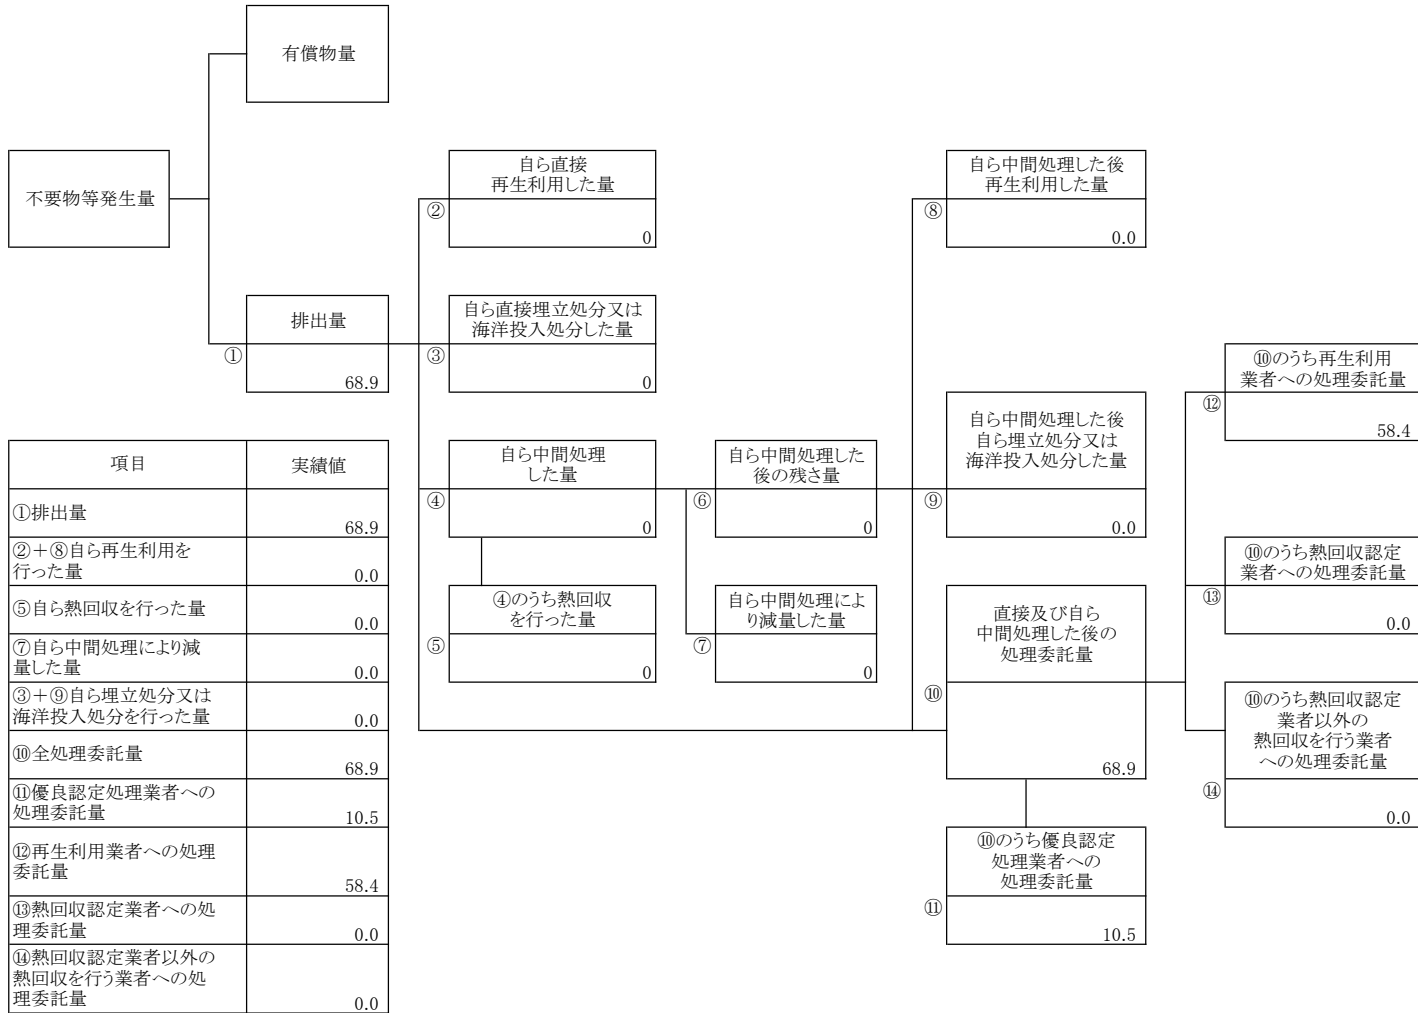 有償物量
不要物等発生量
自ら直接
再生利用した量
②
0
自ら中間処理した後
再生利用した量
⑧
0.0
排出量
①
68.9
自ら直接埋立処分又は
海洋投入処分した量
③
0
⑩のうち再生利用
業者への処理委託量
⑫
58.4
自ら中間処理
した量
④
0
自ら中間処理した
後の残さ量
⑥
0
自ら中間処理した後
自ら埋立処分又は
海洋投入処分した量
⑨
0.0
⑩のうち熱回収認定
業者への処理委託量
⑬
0.0
④のうち熱回収
を行った量
⑤
0
自ら中間処理によ
り減量した量
⑦
0
直接及び自ら
中間処理した後の
処理委託量
⑩
68.9
⑩のうち熱回収認定
業者以外の
熱回収を行う業者
への処理委託量
⑭
0.0
⑩のうち優良認定
処理業者への
処理委託量
⑪
10.5
項目
実績値
①排出量
68.9
②+⑧自ら再生利用を
行った量
0.0
⑤自ら熱回収を行った量
0.0
⑦自ら中間処理により減
量した量
0.0
③+⑨自ら埋立処分又は
海洋投入処分を行った量
0.0
⑩全処理委託量
68.9
⑪優良認定処理業者への
処理委託量
10.5
⑫再生利用業者への処理
委託量
58.4
⑬熱回収認定業者への処
理委託量
0.0
⑭熱回収認定業者以外の
熱回収を行う業者への処
理委託量
0.0